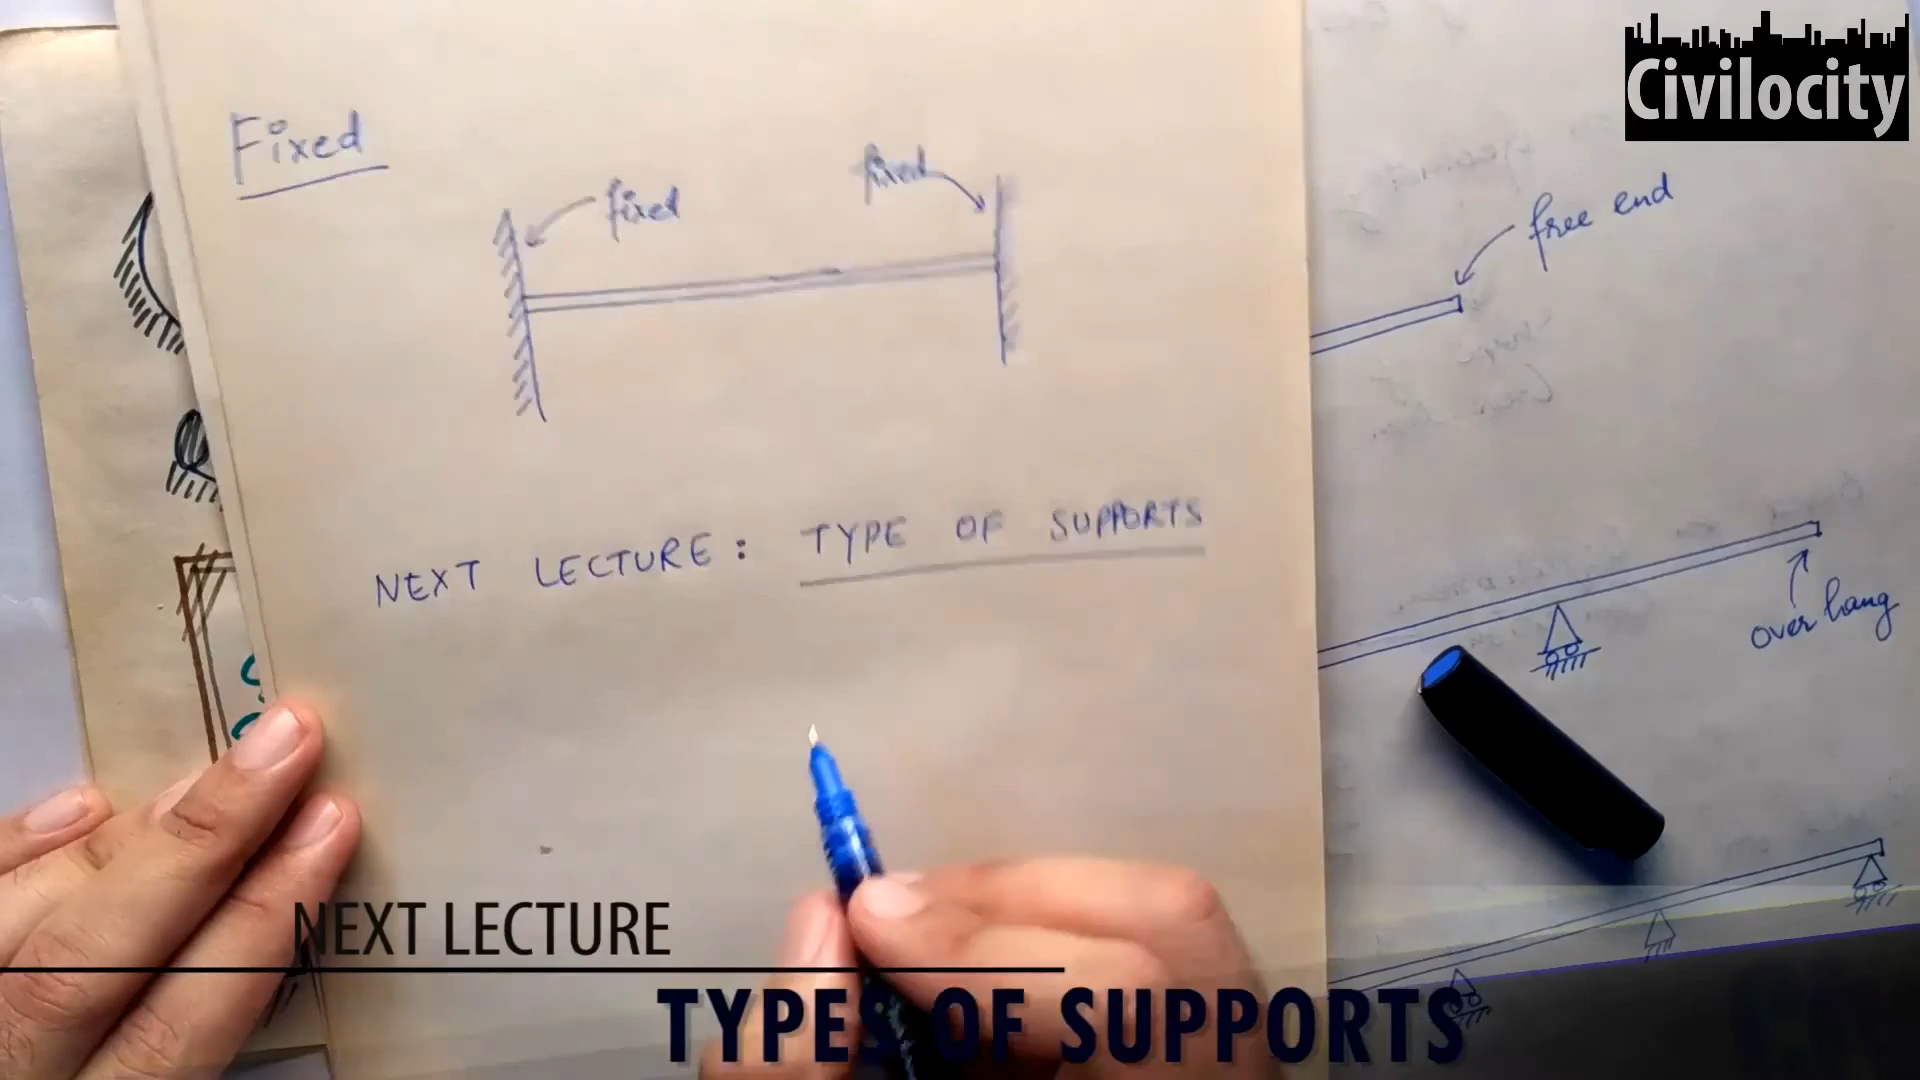 Civilocity
Fixed
fixed
fixed
free end
NEXT LECTURE: TYPE OF SUPPORTS
over hang
NEXT LECTURE
TYPES OF SUPPORTS